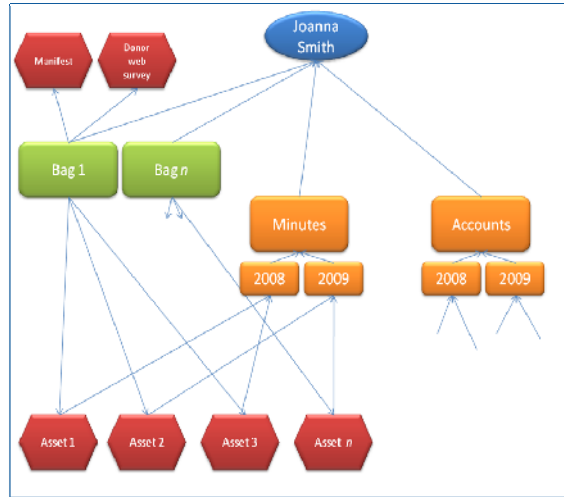 Joanna
Smith
Manifest
Donor
web
survey
Bag 1
Bag n
Minutes
Accounts
2008
2009
2008
2009
Asset 1
Asset 2
Asset 3
Asset n